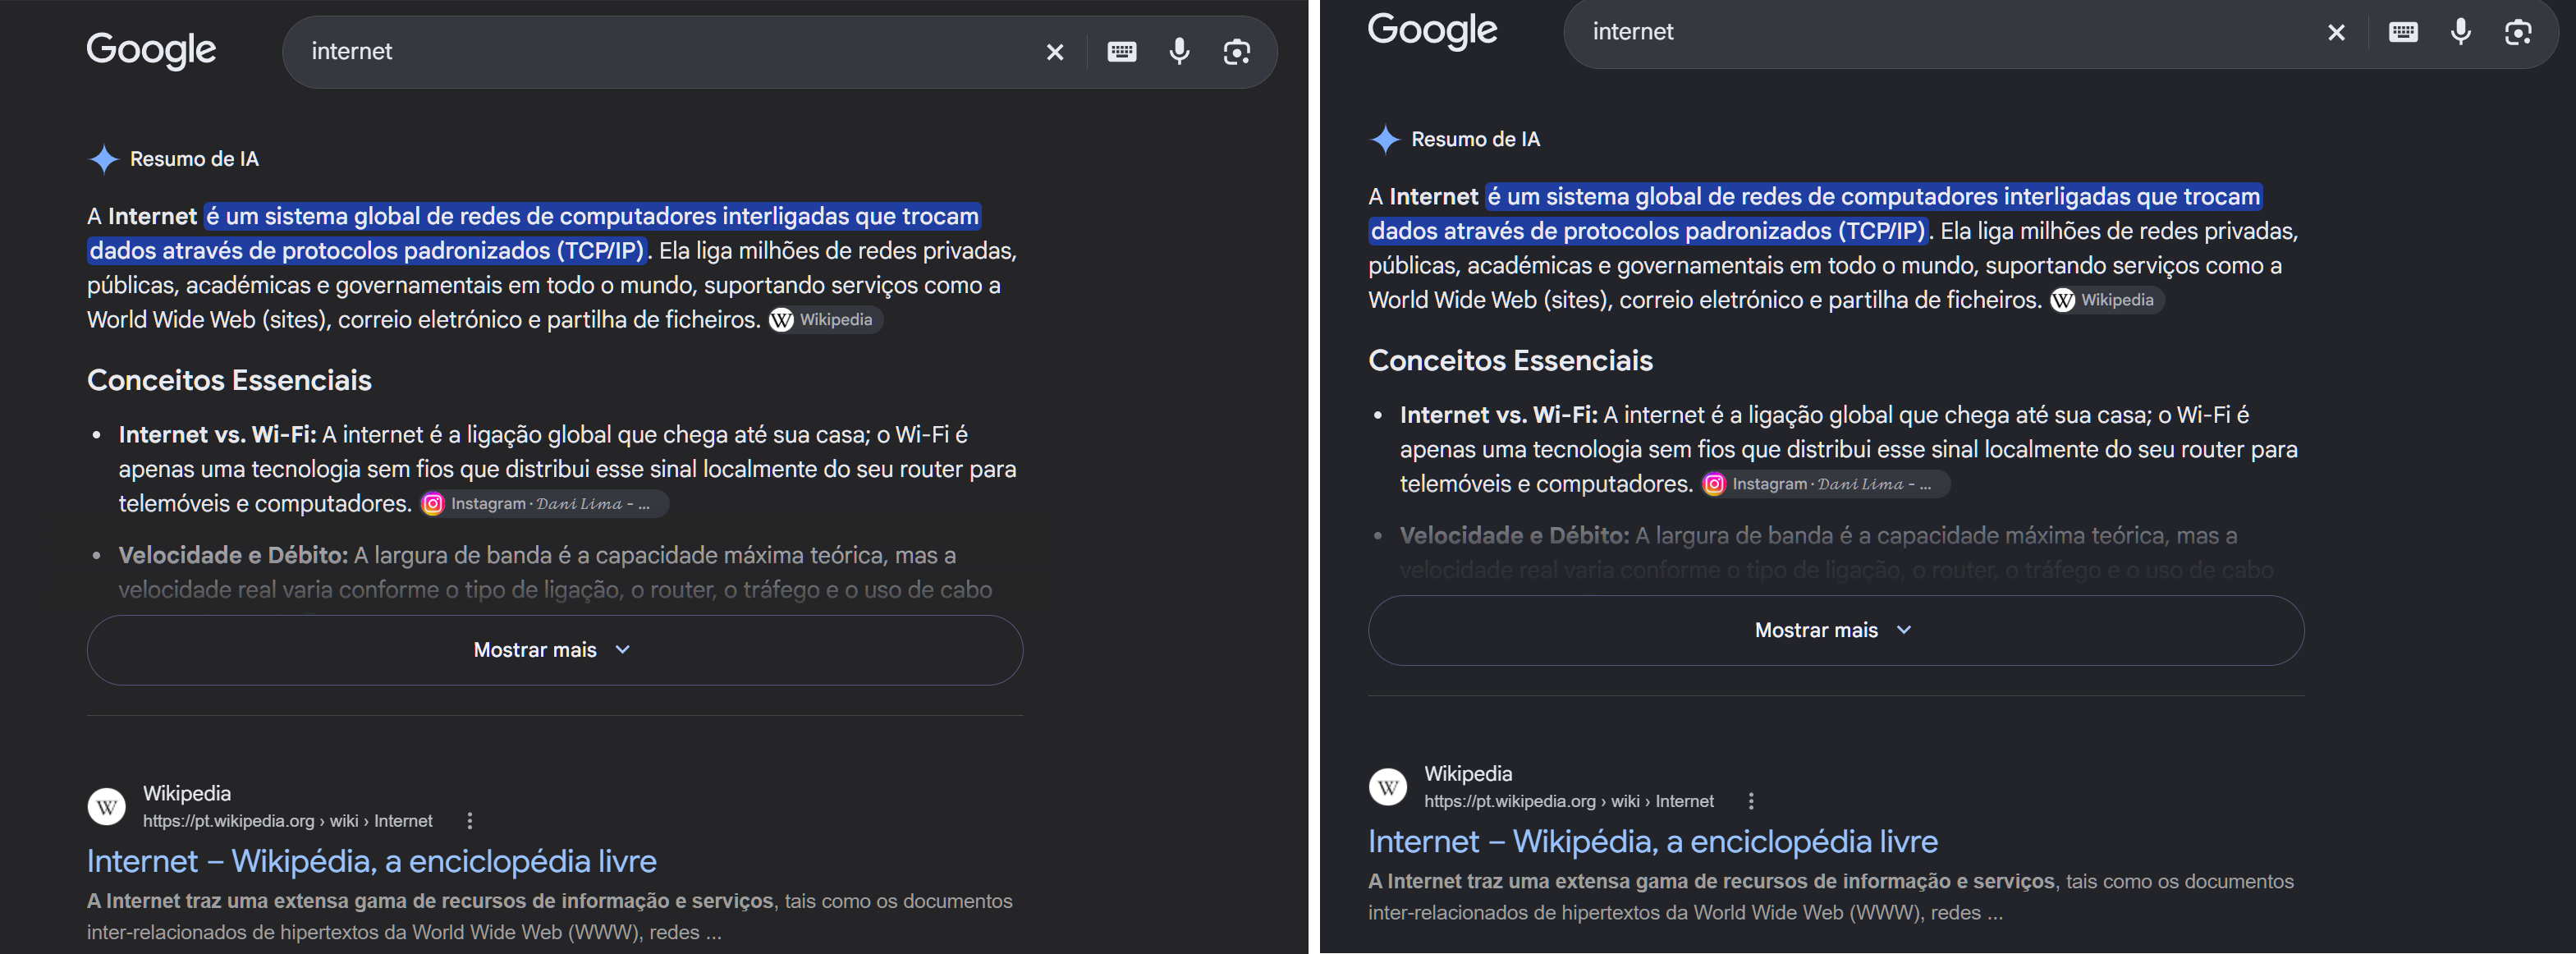 Google
internet
Resumo de IA
A Internet é um sistema global de redes de computadores interligadas que trocam
dados através de protocolos padronizados (TCP/IP). Ela liga milhões de redes privadas,
públicas, académicas e governamentais em todo o mundo, suportando serviços como a
World Wide Web (sites), correio eletrónico e partilha de ficheiros. W Wikipedia
Conceitos Essenciais
• Internet vs. Wi-Fi: A internet é a ligação global que chega até sua casa; o Wi-Fi é
apenas uma tecnologia sem fios que distribui esse sinal localmente do seu router para
telemóveis e computadores. Instagram · 𝓓𝓪𝓷𝓲 𝓛𝓲𝓶𝓪 - ...
• Velocidade e Débito: A largura de banda é a capacidade máxima teórica, mas a
velocidade real varia conforme o tipo de ligação, o router, o tráfego e o uso de cabo
Mostrar mais
W
Wikipedia
https://pt.wikipedia.org › wiki › Internet
Internet – Wikipédia, a enciclopédia livre
A Internet traz uma extensa gama de recursos de informação e serviços, tais como os documentos
inter-relacionados de hipertextos da World Wide Web (WWW), redes ...
Google
internet
Resumo de IA
A Internet é um sistema global de redes de computadores interligadas que trocam
dados através de protocolos padronizados (TCP/IP). Ela liga milhões de redes privadas,
públicas, académicas e governamentais em todo o mundo, suportando serviços como a
World Wide Web (sites), correio eletrónico e partilha de ficheiros. W Wikipedia
Conceitos Essenciais
• Internet vs. Wi-Fi: A internet é a ligação global que chega até sua casa; o Wi-Fi é
apenas uma tecnologia sem fios que distribui esse sinal localmente do seu router para
telemóveis e computadores. Instagram · 𝓓𝓪𝓷𝓲 𝓛𝓲𝓶𝓪 - ...
• Velocidade e Débito: A largura de banda é a capacidade máxima teórica, mas a
velocidade real varia conforme o tipo de ligação, o router, o tráfego e o uso de cabo
Mostrar mais
W
Wikipedia
https://pt.wikipedia.org › wiki › Internet
Internet – Wikipédia, a enciclopédia livre
A Internet traz uma extensa gama de recursos de informação e serviços, tais como os documentos
inter-relacionados de hipertextos da World Wide Web (WWW), redes ...